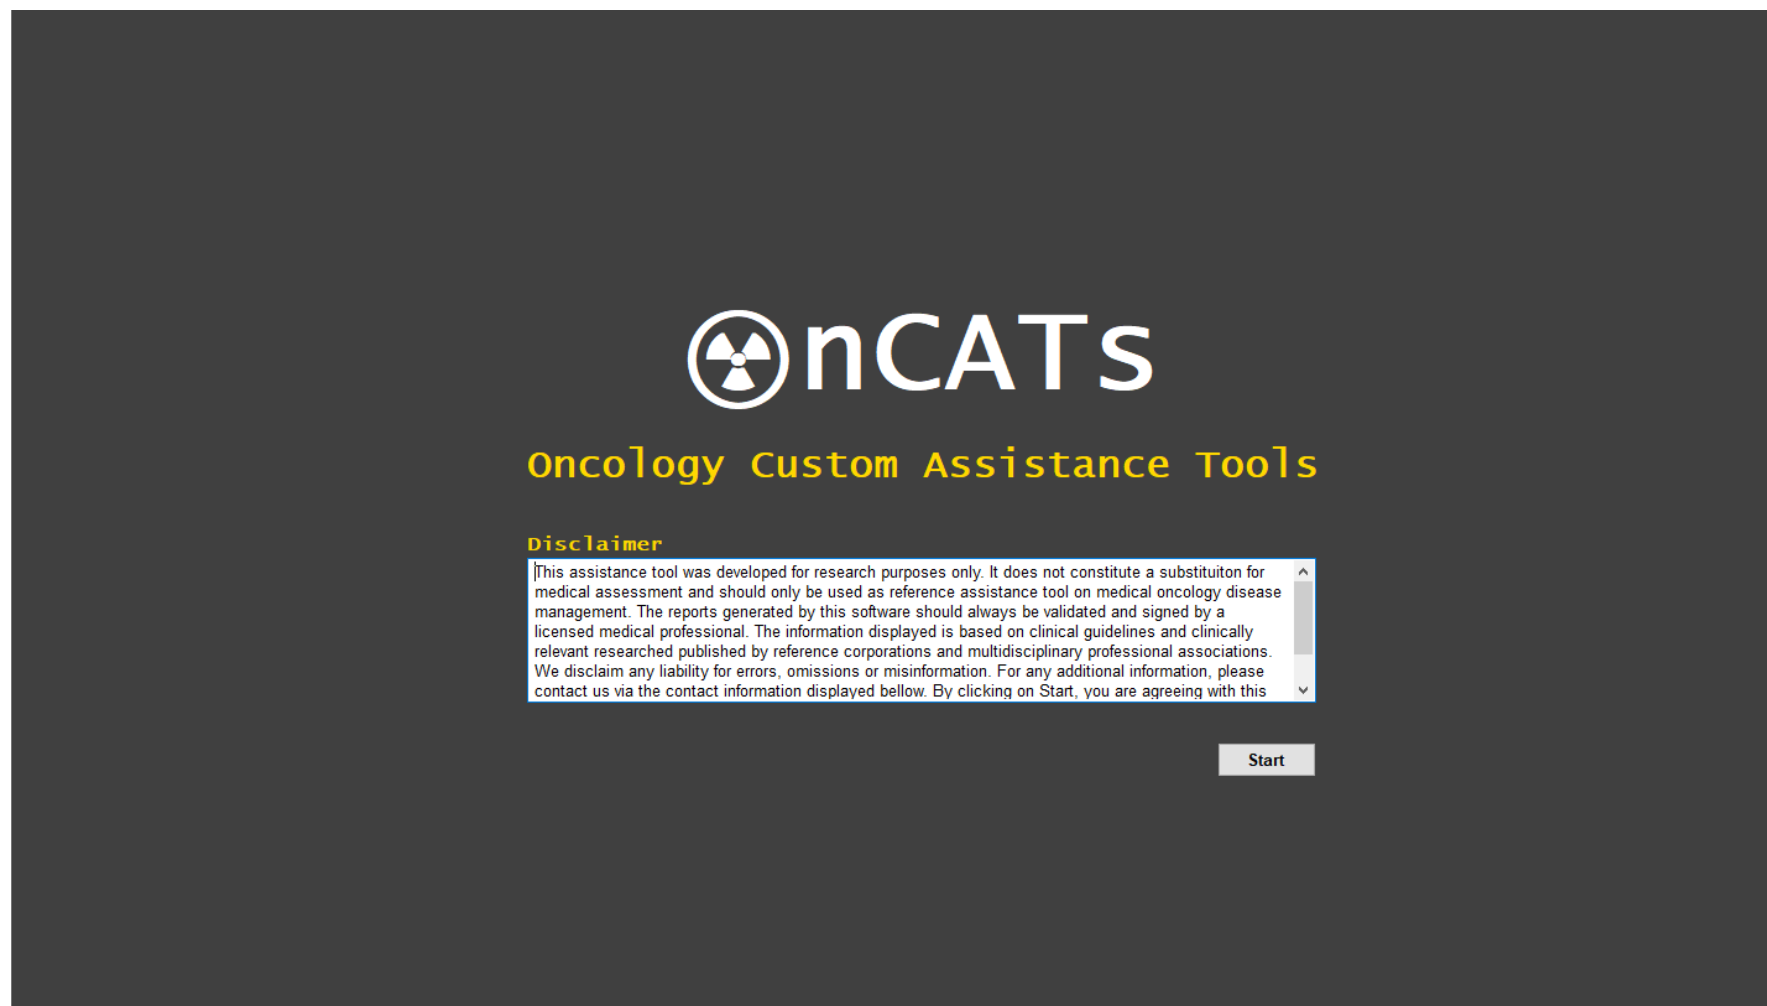 OnCATs
Oncology Custom Assistance Tools
Disclaimer
This assistance tool was developed for research purposes only. It does not constitute a substituiton for
medical assessment and should only be used as reference assistance tool on medical oncology disease
management. The reports generated by this software should always be validated and signed by a
licensed medical professional. The information displayed is based on clinical guidelines and clinically
relevant researched published by reference corporations and multidisciplinary professional associations.
We disclaim any liability for errors, omissions or misinformation. For any additional information, please
contact us via the contact information displayed bellow. By clicking on Start, you are agreeing with this
Start